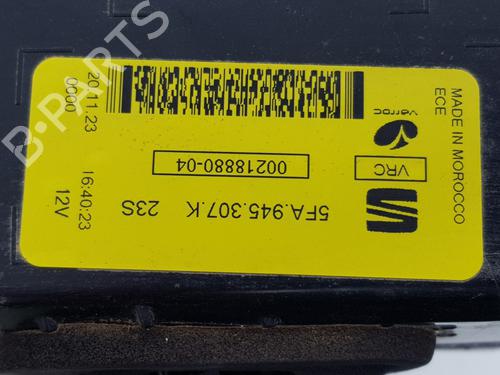 5FA.945.307.K 23S
12V
00218880-04
16:40:23
VRC
20.11.23
0000
verroc
MADE IN MOROCCO
ECE
B-PARTS